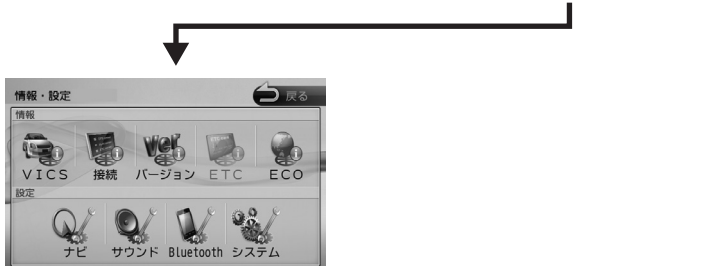 情報・設定 戻る
情報
Ver
VICS 接続 バージョン ETC ECO
設定
ナビ サウンド Bluetooth システム